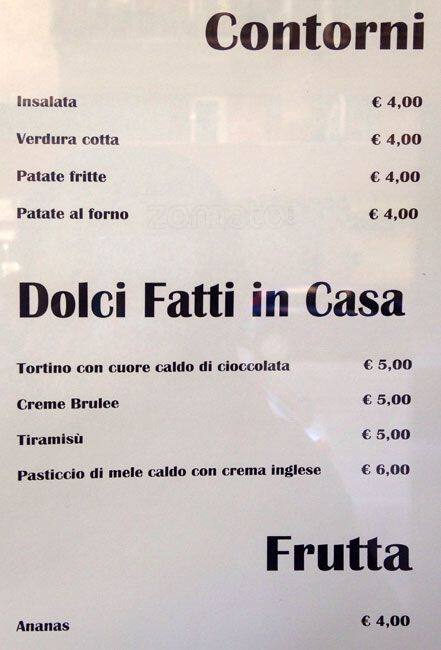 Contorni
Insalata € 4,00
Verdura cotta € 4,00
Patate fritte € 4,00
Patate al forno € 4,00
zomato
Dolci Fatti in Casa
Tortino con cuore caldo di cioccolata € 5,00
Creme Brulee € 5,00
Tiramisù € 5,00
Pasticcio di mele caldo con crema inglese € 6,00
Frutta
Ananas € 4,00